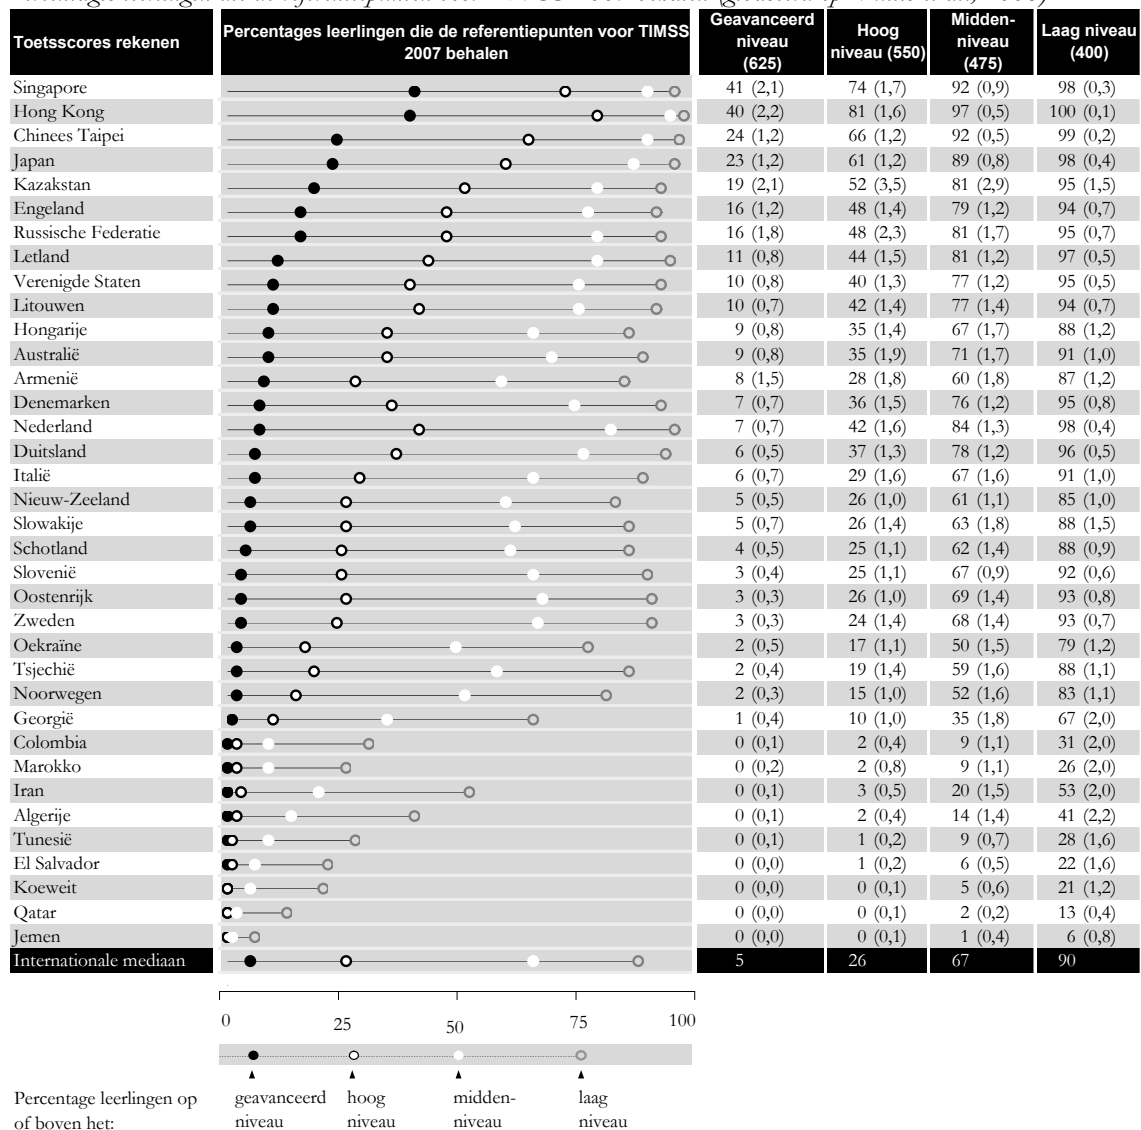 Toetsscores rekenen Percentages leerlingen die de referentiepunten voor TIMSS 2007 behalen Geavanceerd niveau (625) Hoog niveau (550) Midden-niveau (475) Laag niveau (400)
Singapore 41 (2,1) 74 (1,7) 92 (0,9) 98 (0,3)
Hong Kong 40 (2,2) 81 (1,6) 97 (0,5) 100 (0,1)
Chinees Taipei 24 (1,2) 66 (1,2) 92 (0,5) 99 (0,2)
Japan 23 (1,2) 61 (1,2) 89 (0,8) 98 (0,4)
Kazakstan 19 (2,1) 52 (3,5) 81 (2,9) 95 (1,5)
Engeland 16 (1,2) 48 (1,4) 79 (1,2) 94 (0,7)
Russische Federatie 16 (1,8) 48 (2,3) 81 (1,7) 95 (0,7)
Letland 11 (0,8) 44 (1,5) 81 (1,2) 97 (0,5)
Verenigde Staten 10 (0,8) 40 (1,3) 77 (1,2) 95 (0,5)
Litouwen 10 (0,7) 42 (1,4) 77 (1,4) 94 (0,7)
Hongarije 9 (0,8) 35 (1,4) 67 (1,7) 88 (1,2)
Australië 9 (0,8) 35 (1,9) 71 (1,7) 91 (1,0)
Armenië 8 (1,5) 28 (1,8) 60 (1,8) 87 (1,2)
Denemarken 7 (0,7) 36 (1,5) 76 (1,2) 95 (0,8)
Nederland 7 (0,7) 42 (1,6) 84 (1,3) 98 (0,4)
Duitsland 6 (0,5) 37 (1,3) 78 (1,2) 96 (0,5)
Italië 6 (0,7) 29 (1,6) 67 (1,6) 91 (1,0)
Nieuw-Zeeland 5 (0,5) 26 (1,0) 61 (1,1) 85 (1,0)
Slowakije 5 (0,7) 26 (1,4) 63 (1,8) 88 (1,5)
Schotland 4 (0,5) 25 (1,1) 62 (1,4) 88 (0,9)
Slovenië 3 (0,4) 25 (1,1) 67 (0,9) 92 (0,6)
Oostenrijk 3 (0,3) 26 (1,0) 69 (1,4) 93 (0,8)
Zweden 3 (0,3) 24 (1,4) 68 (1,4) 93 (0,7)
Oekraïne 2 (0,5) 17 (1,1) 50 (1,5) 79 (1,2)
Tsjechië 2 (0,4) 19 (1,4) 59 (1,6) 88 (1,1)
Noorwegen 2 (0,3) 15 (1,0) 52 (1,6) 83 (1,1)
Georgië 1 (0,4) 10 (1,0) 35 (1,8) 67 (2,0)
Colombia 0 (0,1) 2 (0,4) 9 (1,1) 31 (2,0)
Marokko 0 (0,2) 2 (0,8) 9 (1,1) 26 (2,0)
Iran 0 (0,1) 3 (0,5) 20 (1,5) 53 (2,0)
Algerije 0 (0,1) 2 (0,4) 14 (1,4) 41 (2,2)
Tunesië 0 (0,1) 1 (0,2) 9 (0,7) 28 (1,6)
El Salvador 0 (0,0) 1 (0,2) 6 (0,5) 22 (1,6)
Koeweit 0 (0,0) 0 (0,1) 5 (0,6) 21 (1,2)
Qatar 0 (0,0) 0 (0,1) 2 (0,2) 13 (0,4)
Jemen 0 (0,0) 0 (0,1) 1 (0,4) 6 (0,8)
Internationale mediaan 5 26 67 90
0 25 50 75 100
Percentage leerlingen op geavanceerd hoog midden- laag
of boven het: niveau niveau niveau niveau